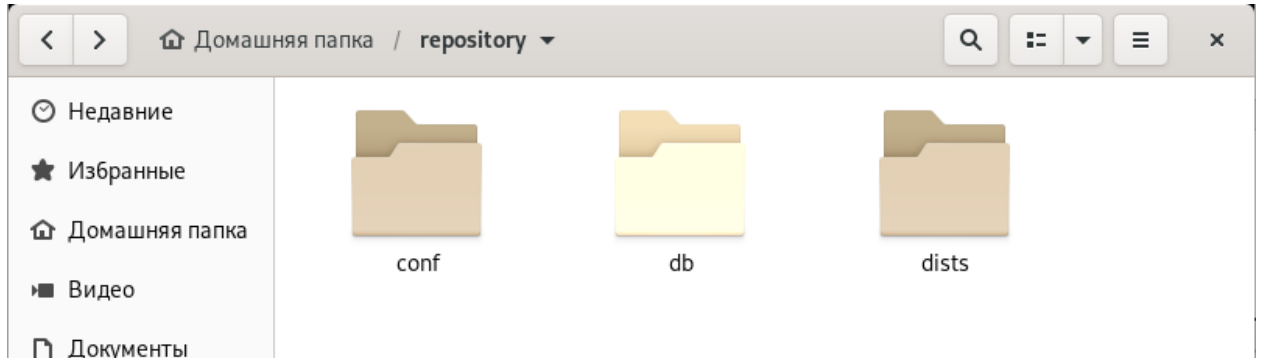 Домашняя папка / repository
Недавние
Избранные
Домашняя папка
Видео
Документы
conf db dists